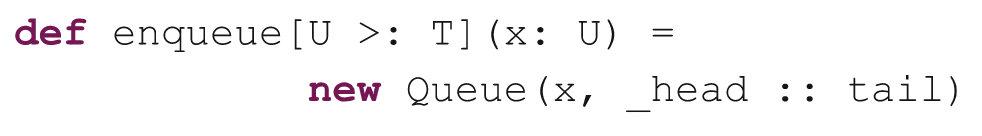 def enqueue[U >: T](x: U) =
new Queue(x, _head :: tail)